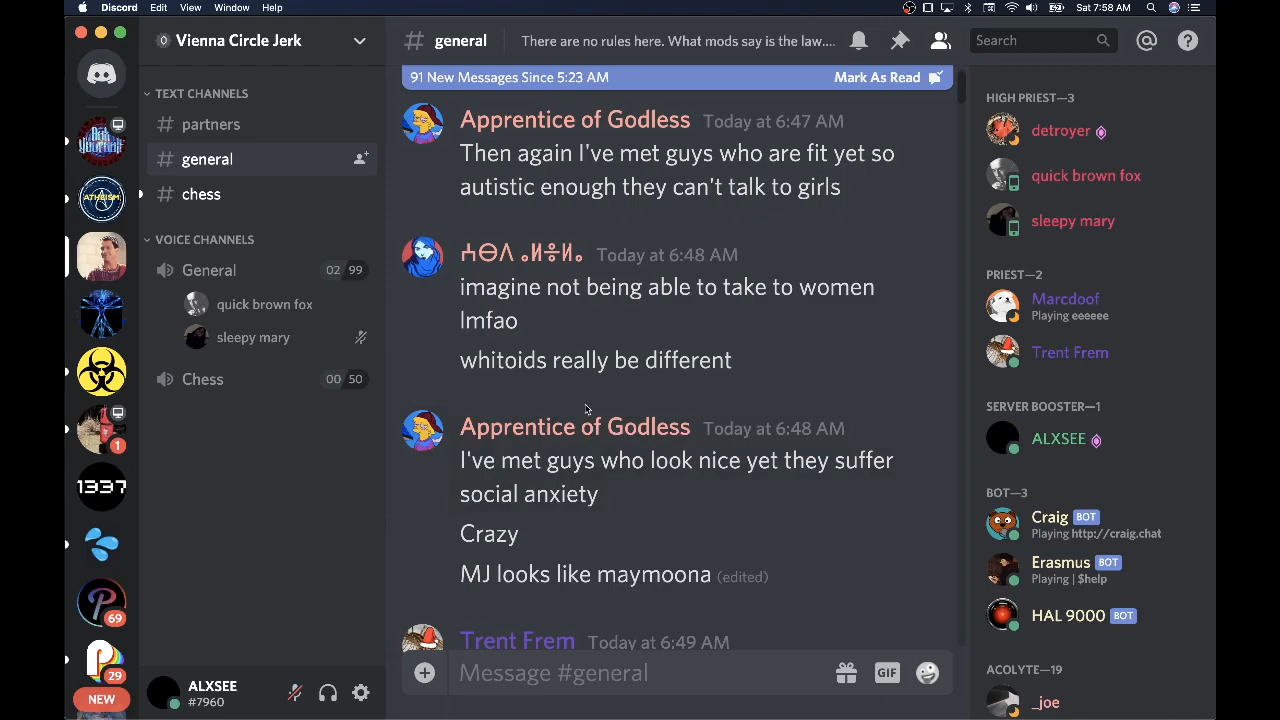 Discord File Edit View Window Help
Sat 7:58 AM
Vienna Circle Jerk
# general
There are no rules here. What mods say is the law....
Search
TEXT CHANNELS
# partners
# general
# chess
VOICE CHANNELS
General 02 99
quick brown fox
sleepy mary
Chess 00 50
ATHEISM
1
1337
69
29
NEW
ALXSEE
#7960
91 New Messages Since 5:23 AM
Mark As Read
Apprentice of Godless Today at 6:47 AM
Then again I've met guys who are fit yet so
autistic enough they can't talk to girls
Today at 6:48 AM
imagine not being able to take to women
lmfao
whitoids really be different
Apprentice of Godless Today at 6:48 AM
I've met guys who look nice yet they suffer
social anxiety
Crazy
MJ looks like maymoona (edited)
Trent Frem Today at 6:49 AM
Message #general
GIF
HIGH PRIEST—3
detroyer
quick brown fox
sleepy mary
PRIEST—2
Marcdoof
Playing eeeeee
Trent Frem
SERVER BOOSTER—1
ALXSEE
BOT—3
Craig BOT
Playing http://craig.chat
Erasmus BOT
Playing | $help
HAL 9000 BOT
ACOLYTE—19
_joe